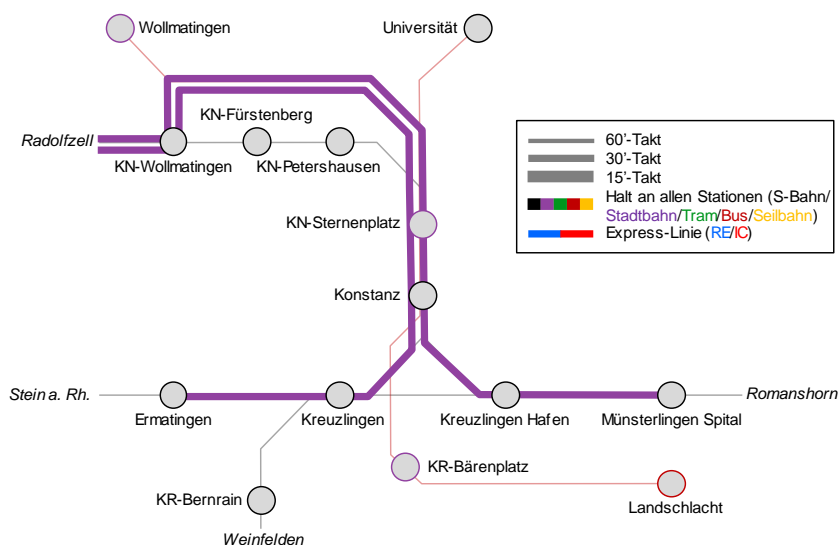 Wollmatingen
Universität
KN-Fürstenberg
Radolfzell
KN-Wollmatingen
KN-Petershausen
60'-Takt
30'-Takt
15'-Takt
Halt an allen Stationen (S-Bahn/
Stadtbahn/Tram/Bus/Seilbahn)
Express-Linie (RE/IC)
KN-Sternenplatz
Konstanz
Stein a. Rh.
Romanshorn
Ermatingen
Kreuzlingen
Kreuzlingen Hafen
Münsterlingen Spital
KR-Bärenplatz
KR-Bernrain
Landschlacht
Weinfelden